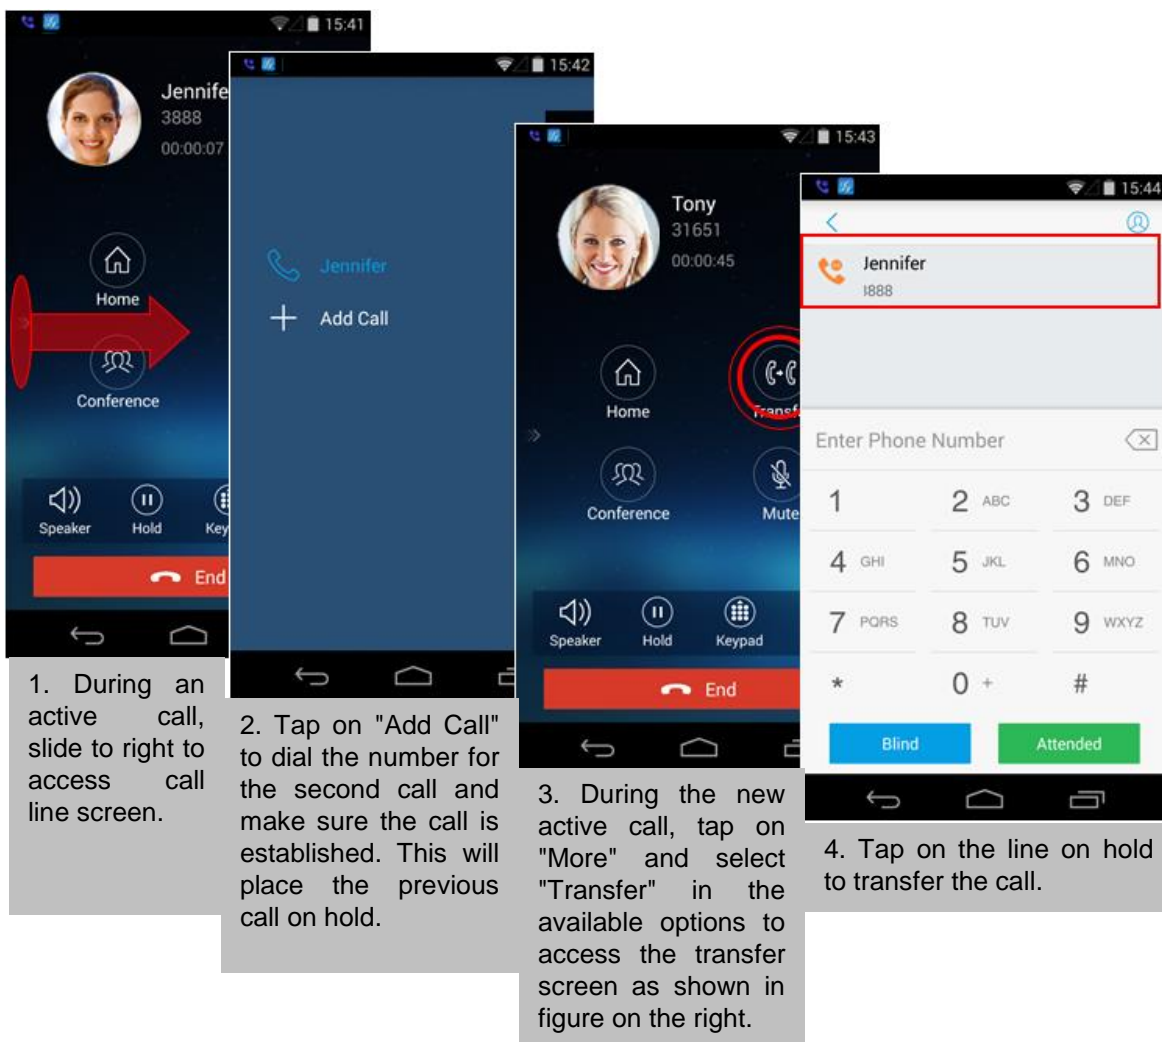 15:41
Jennife
3888
00:00:07
Home
Conference
Speaker Hold Key
End
1. During an
active call,
slide to right to
access call
line screen.
15:42
Jennifer
Add Call
2. Tap on "Add Call"
to dial the number for
the second call and
make sure the call is
established. This will
place the previous
call on hold.
15:43
Tony
31651
00:00:45
Home Transf
Conference Mute
Speaker Hold Keypad
End
3. During the new
active call, tap on
"More" and select
"Transfer" in the
available options to
access the transfer
screen as shown in
figure on the right.
15:44
Jennifer
888
Enter Phone Number
1 2 ABC 3 DEF
4 GHI 5 JKL 6 MNO
7 PQRS 8 TUV 9 WXYZ
* 0 + #
Blind Attended
4. Tap on the line on hold
to transfer the call.